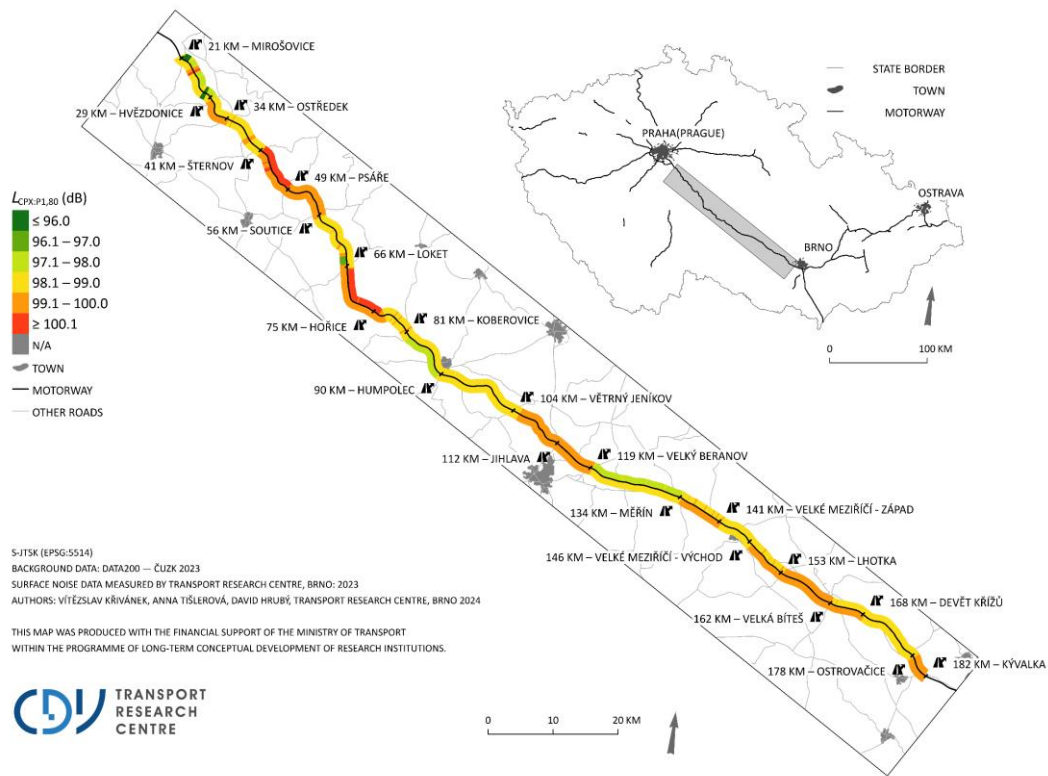 21 KM – MIROŠOVICE
29 KM – HVĚZDONICE
34 KM – OSTŘEDEK
41 KM – ŠTERNOV
49 KM – PSÁŘE
56 KM – SOUTICE
66 KM – LOKET
75 KM – HOŘICE
81 KM – KOBEROVICE
90 KM – HUMPOLEC
104 KM – VĚTRNÝ JENÍKOV
112 KM – JIHLAVA
119 KM – VELKÝ BERANOV
134 KM – MĚŘÍN
141 KM – VELKÉ MEZIŘÍČÍ - ZÁPAD
146 KM – VELKÉ MEZIŘÍČÍ - VÝCHOD
153 KM – LHOTKA
162 KM – VELKÁ BÍTEŠ
168 KM – DEVĚT KŘÍŽŮ
178 KM – OSTROVAČICE
182 KM – KÝVALKA
STATE BORDER
TOWN
MOTORWAY
PRAHA(PRAGUE)
OSTRAVA
BRNO
0 100 KM
LCPX:P1,80 (dB)
≤ 96.0
96.1 – 97.0
97.1 – 98.0
98.1 – 99.0
99.1 – 100.0
≥ 100.1
N/A
TOWN
MOTORWAY
OTHER ROADS
S-JTSK (EPSG:5514)
BACKGROUND DATA: DATA200 — ČUZK 2023
SURFACE NOISE DATA MEASURED BY TRANSPORT RESEARCH CENTRE, BRNO: 2023
AUTHORS: VÍTĚZSLAV KŘIVÁNEK, ANNA TIŠLEROVÁ, DAVID HRUBÝ, TRANSPORT RESEARCH CENTRE, BRNO 2024
THIS MAP WAS PRODUCED WITH THE FINANCIAL SUPPORT OF THE MINISTRY OF TRANSPORT
WITHIN THE PROGRAMME OF LONG-TERM CONCEPTUAL DEVELOPMENT OF RESEARCH INSTITUTIONS.
CDV
TRANSPORT
RESEARCH
CENTRE
0 10 20 KM